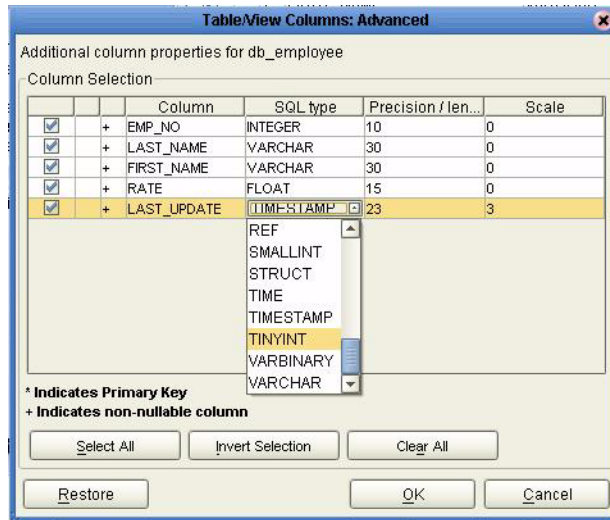 Table/View Columns: Advanced
Additional column properties for db_employee
Column Selection
Column SQL type Precision / len... Scale
+ EMP_NO INTEGER 10 0
+ LAST_NAME VARCHAR 30 0
+ FIRST_NAME VARCHAR 30 0
+ RATE FLOAT 15 0
+ LAST_UPDATE TIMESTAMP 23 3
REF
SMALLINT
STRUCT
TIME
TIMESTAMP
TINYINT
VARBINARY
VARCHAR
* Indicates Primary Key
+ Indicates non-nullable column
Select All Invert Selection Clear All
Restore OK Cancel